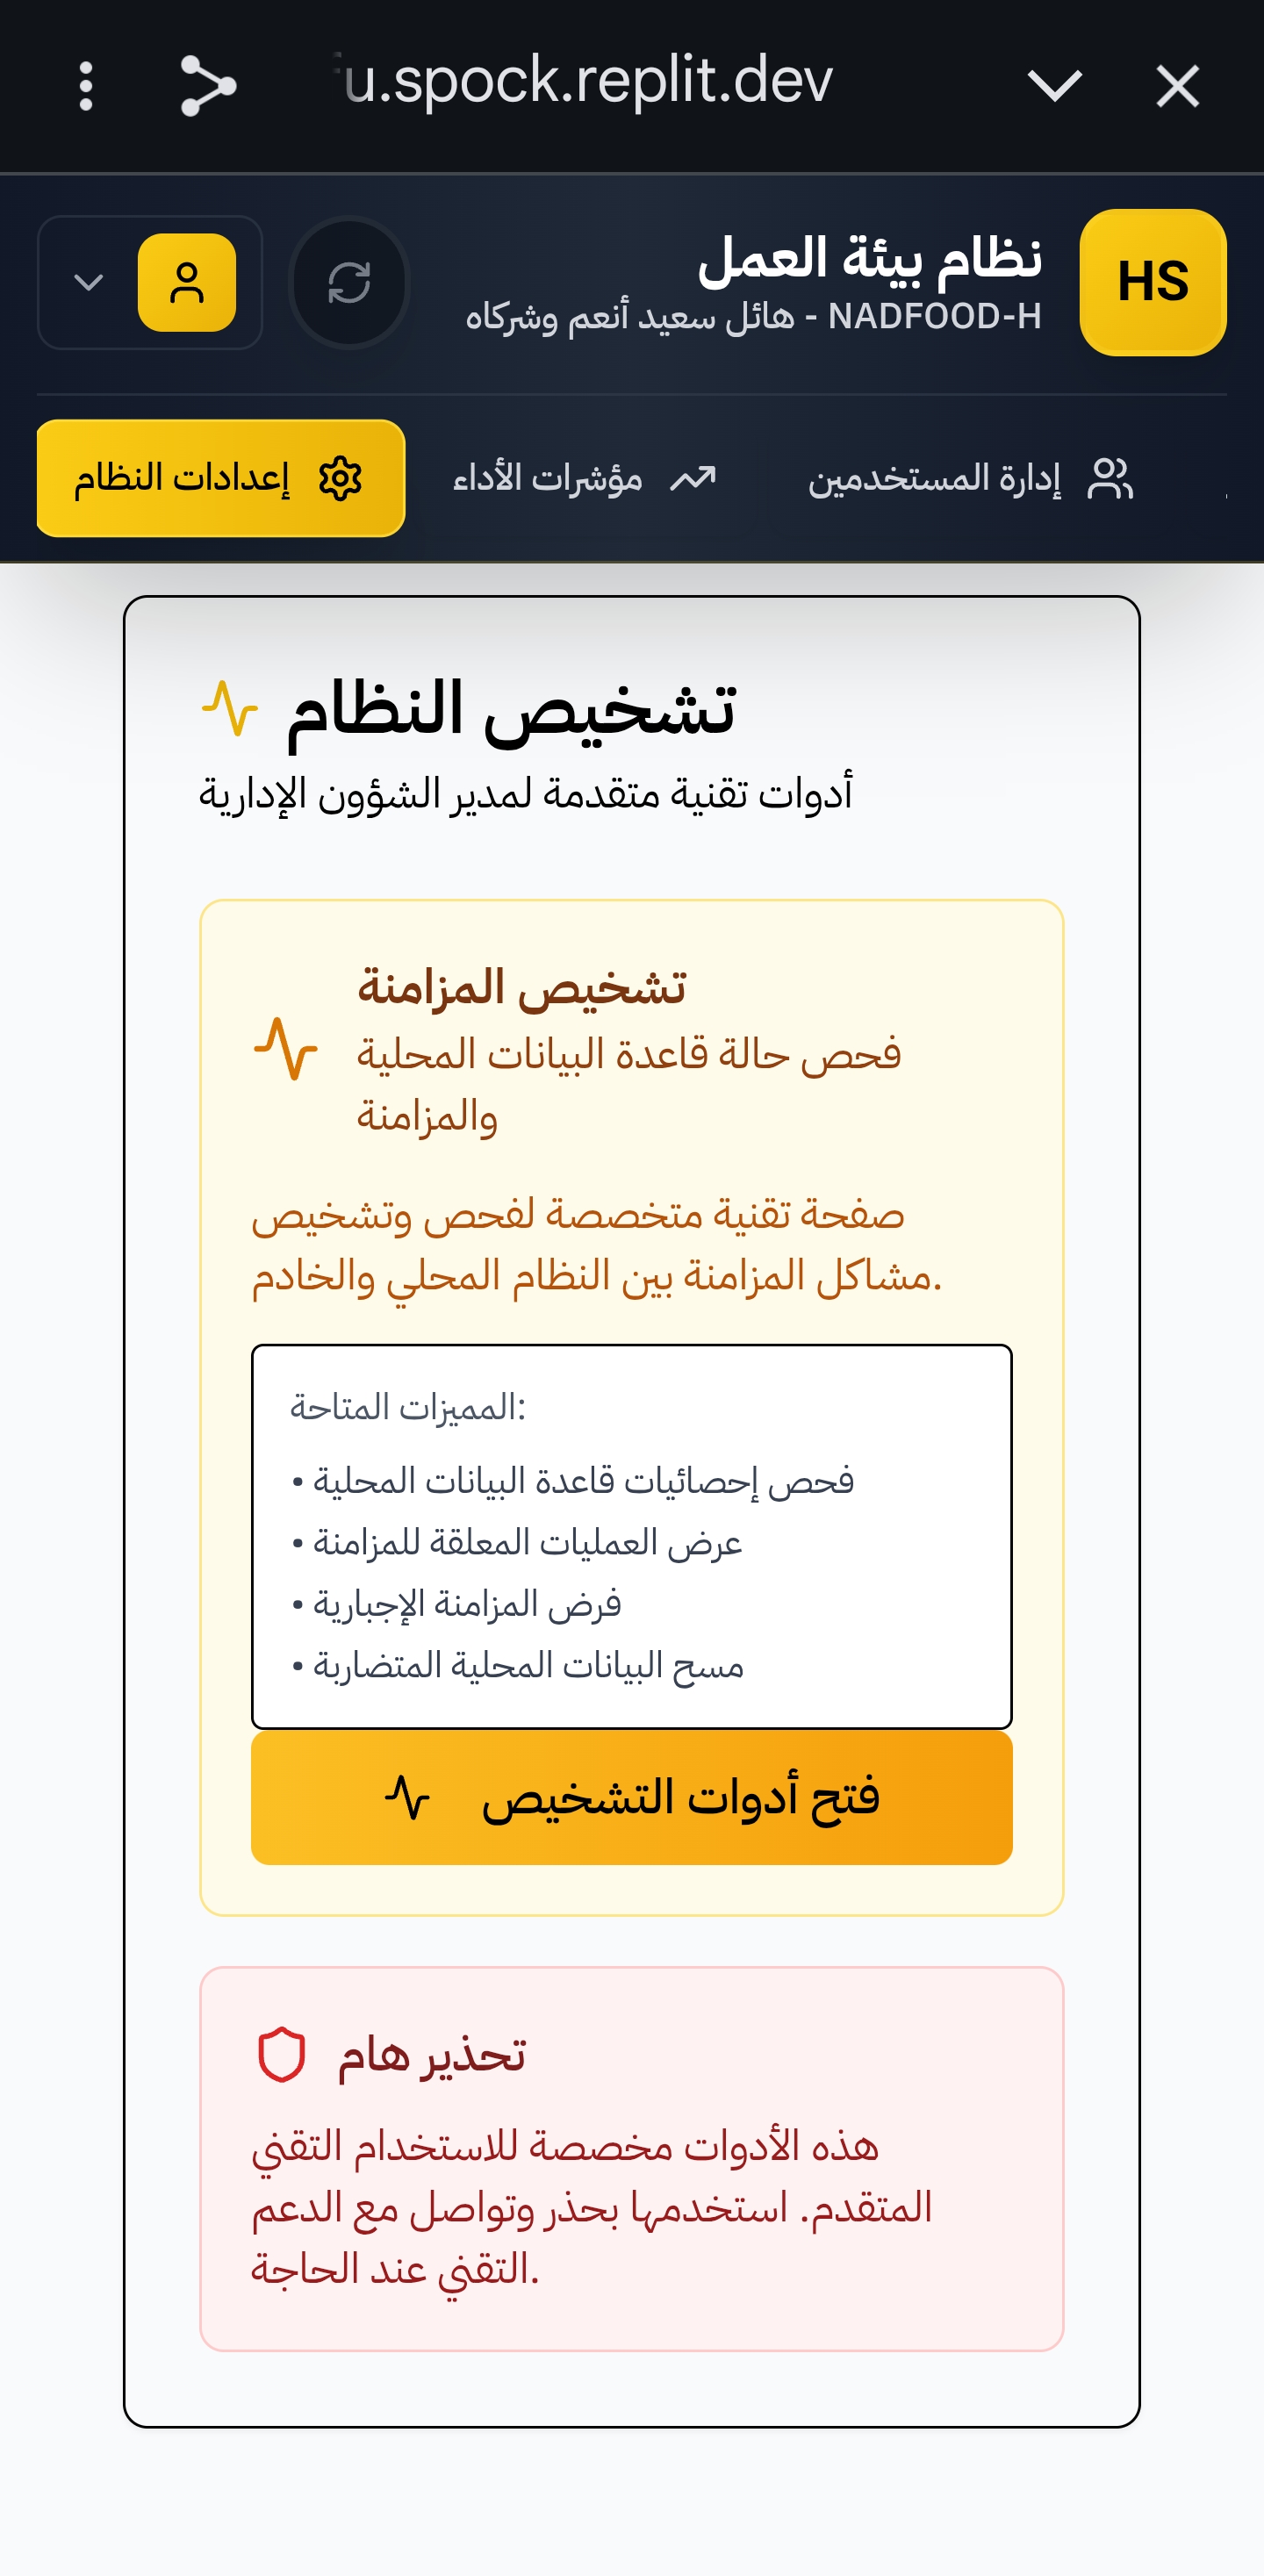 u.spock.replit.dev
HS
نظام بيئة العمل
NADFOOD-H - هائل سعيد أنعم وشركاه
إدارة المستخدمين
مؤشرات الأداء
إعدادات النظام
تشخيص النظام
أدوات تقنية متقدمة لمدير الشؤون الإدارية
تشخيص المزامنة
فحص حالة قاعدة البيانات المحلية
والمزامنة
صفحة تقنية متخصصة لفحص وتشخيص
مشاكل المزامنة بين النظام المحلي والخادم.
المميزات المتاحة:
• فحص إحصائيات قاعدة البيانات المحلية
• عرض العمليات المعلقة للمزامنة
• فرض المزامنة الإجبارية
• مسح البيانات المحلية المتضاربة
فتح أدوات التشخيص
تحذير هام
هذه الأدوات مخصصة للاستخدام التقني
المتقدم. استخدمها بحذر وتواصل مع الدعم
التقني عند الحاجة.